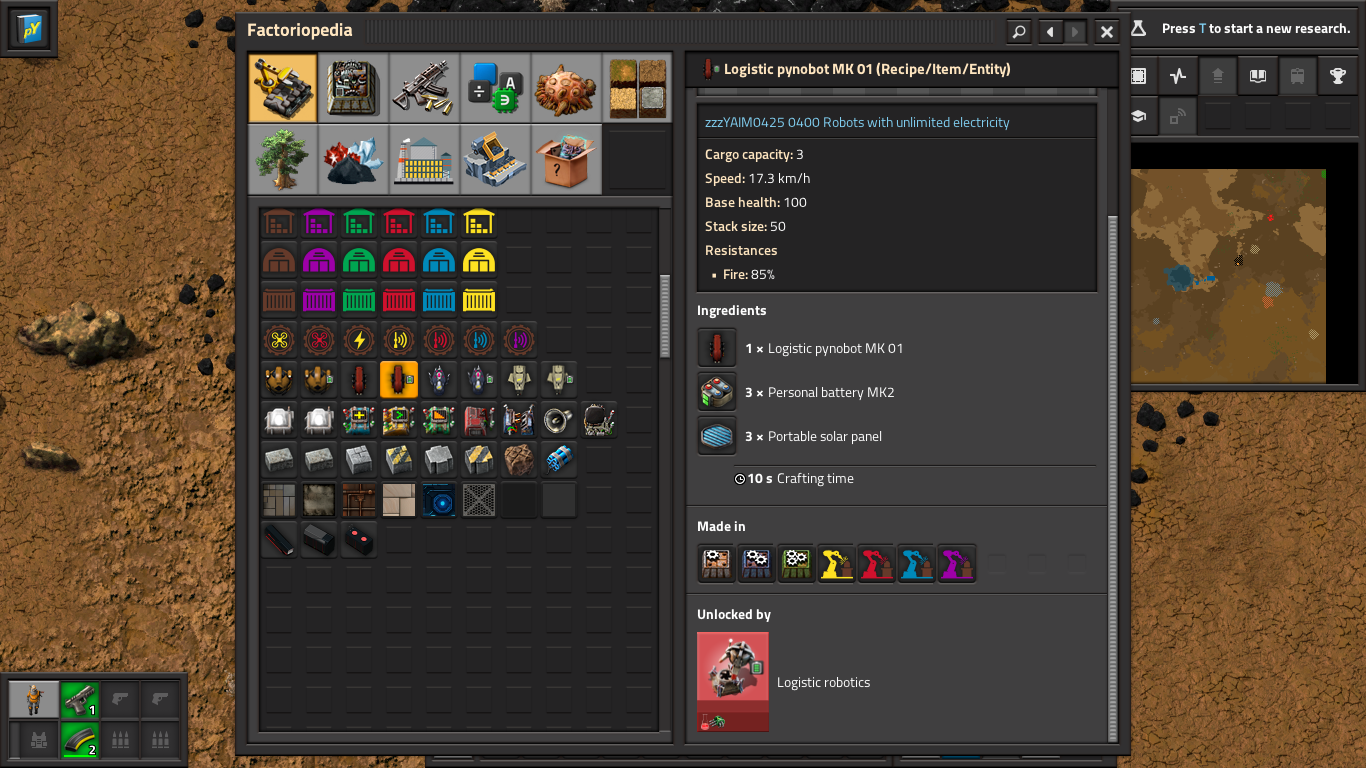 pY
Factoriopedia
Logistic pynobot MK 01 (Recipe/Item/Entity)
Press T to start a new research.
zzzYAIM0425 0400 Robots with unlimited electricity
Cargo capacity: 3
Speed: 17.3 km/h
Base health: 100
Stack size: 50
Resistances
Fire: 85%
Ingredients
1 × Logistic pynobot MK 01
3 × Personal battery MK2
3 × Portable solar panel
10 s Crafting time
Made in
Unlocked by
Logistic robotics
1
2